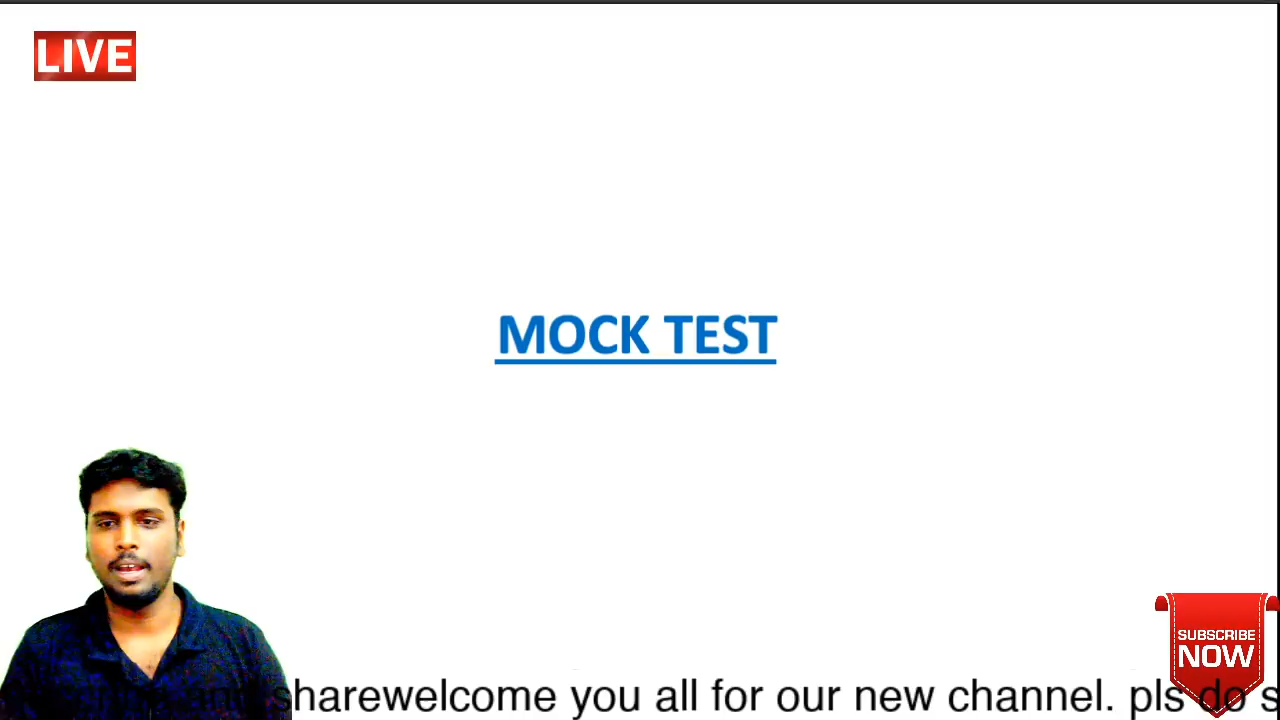 LIVE
MOCK TEST
SUBSCRIBE
NOW
sharewelcome you all for our new channel. pls do s